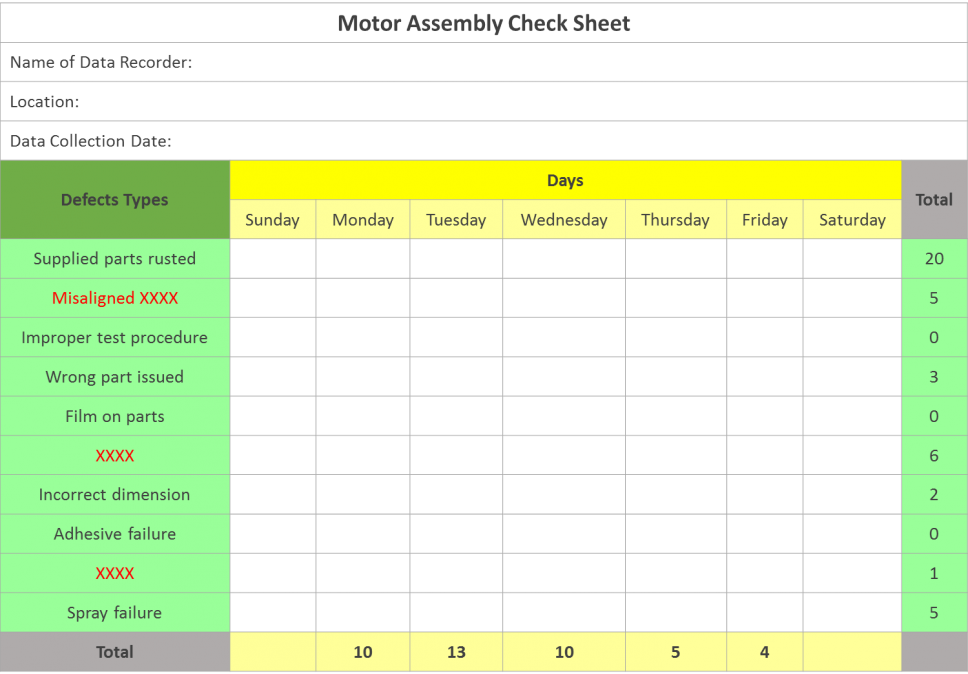 Motor Assembly Check Sheet
Name of Data Recorder:
Location:
Data Collection Date:
Defects Types Days Total
Sunday Monday Tuesday Wednesday Thursday Friday Saturday
Supplied parts rusted 20
Misaligned XXXX 5
Improper test procedure 0
Wrong part issued 3
Film on parts 0
XXXX 6
Incorrect dimension 2
Adhesive failure 0
XXXX 1
Spray failure 5
Total 10 13 10 5 4